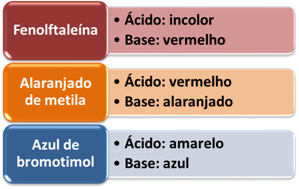 Fenolftaleína
• Ácido: incolor
• Base: vermelho
Alaranjado
de metila
• Ácido: vermelho
• Base: alaranjado
Azul de
bromotimol
• Ácido: amarelo
• Base: azul